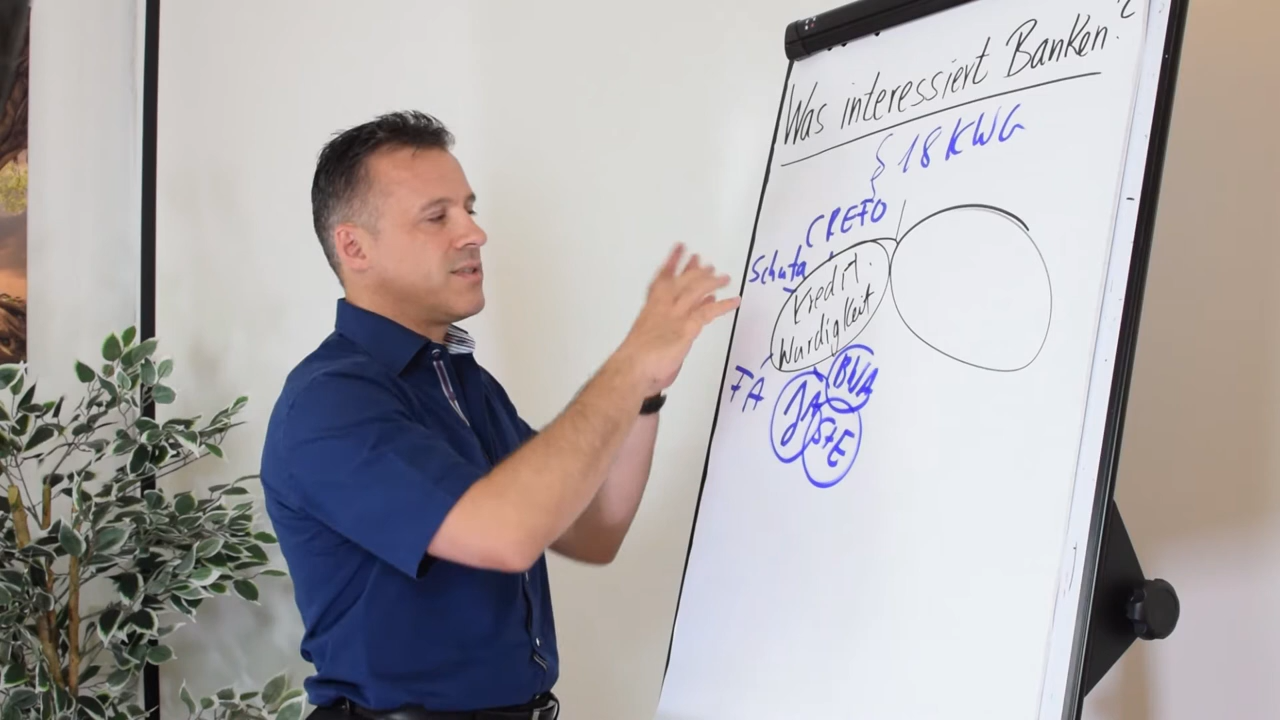 Was interessiert Banken?
§ 18 KWG
CREFO
Schufa
Kredit.
Würdigkeit
FA
BWA
JA
StE